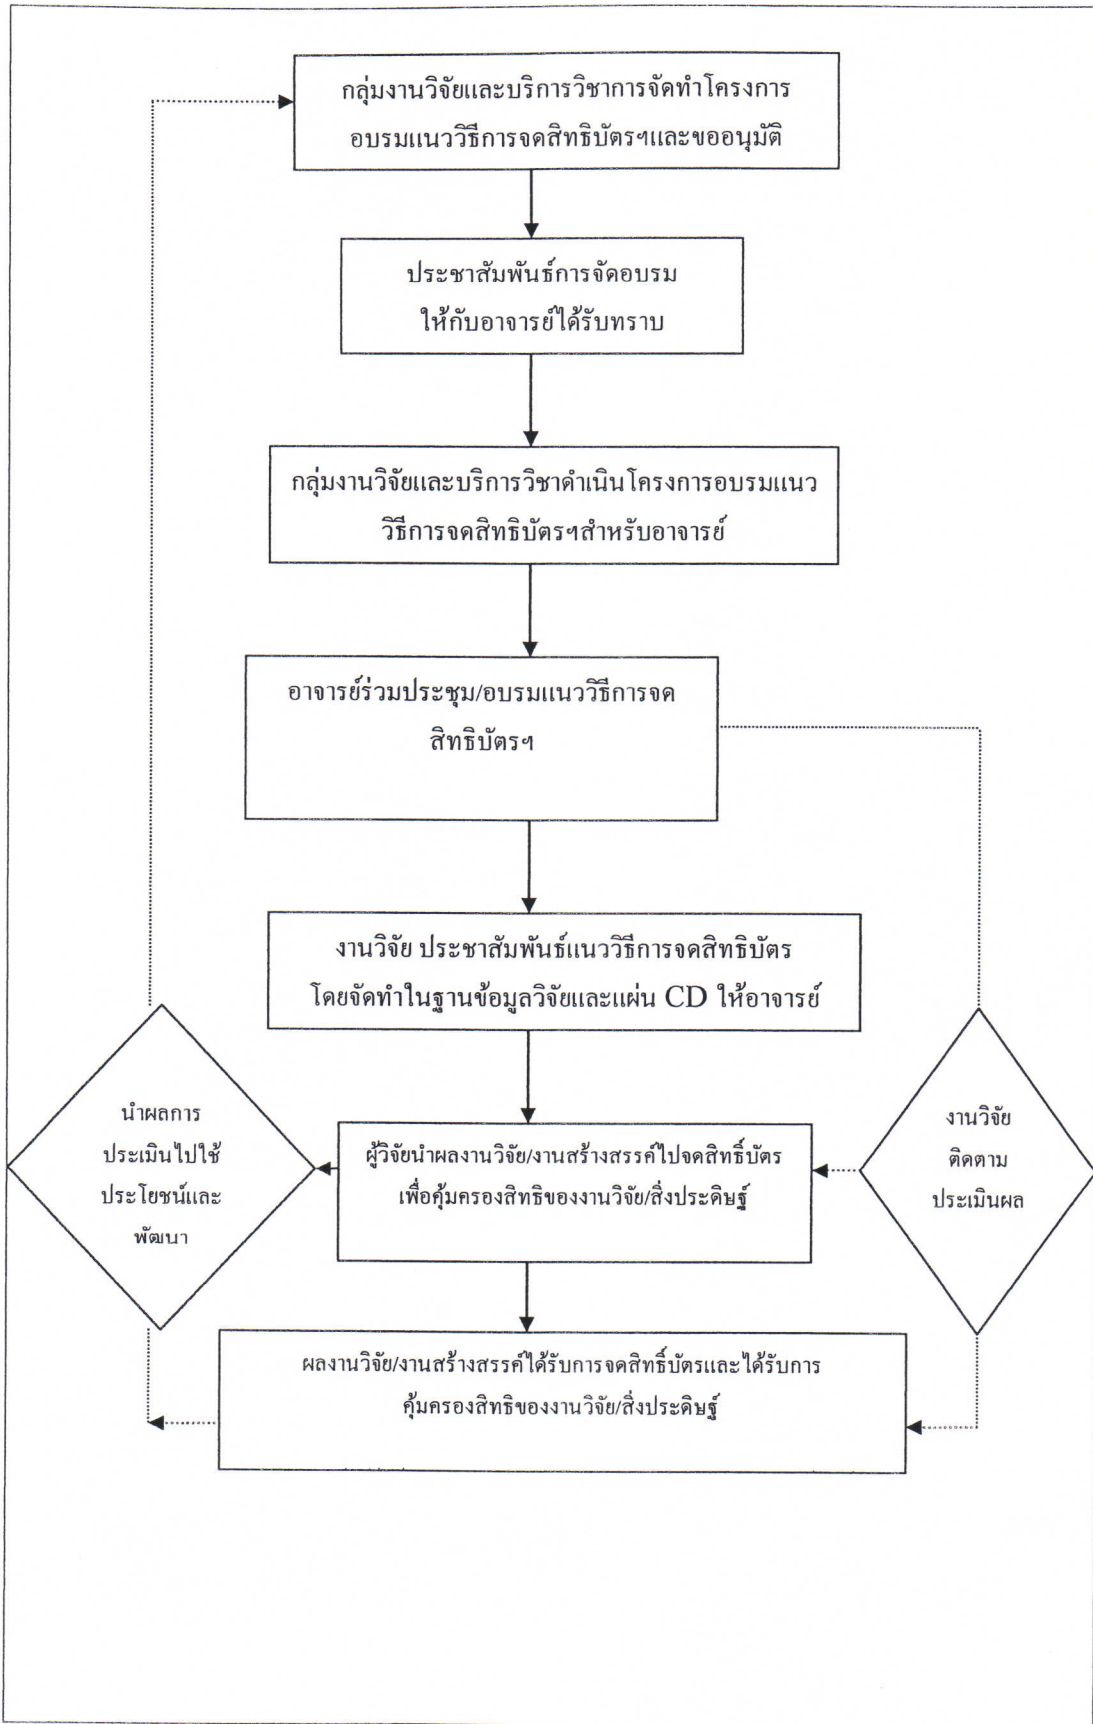 กลุ่มงานวิจัยและบริการวิชาการจัดทำโครงการ
อบรมแนววิธีการจดสิทธิบัตรฯและขออนุมัติ
ประชาสัมพันธ์การจัดอบรม
ให้กับอาจารย์ได้รับทราบ
กลุ่มงานวิจัยและบริการวิชาดำเนินโครงการอบรมแนว
วิธีการจดสิทธิบัตรฯสำหรับอาจารย์
อาจารย์ร่วมประชุม/อบรมแนววิธีการจด
สิทธิบัตรฯ
งานวิจัย ประชาสัมพันธ์แนววิธีการจดสิทธิบัตร
โดยจัดทำในฐานข้อมูลวิจัยและแผ่น CD ให้อาจารย์
นำผลการ
ประเมินไปใช้
ประโยชน์และ
พัฒนา
ผู้วิจัยนำผลงานวิจัย/งานสร้างสรรค์ไปจดสิทธิ์บัตร
เพื่อคุ้มครองสิทธิของงานวิจัย/สิ่งประดิษฐ์
งานวิจัย
ติดตาม
ประเมินผล
ผลงานวิจัย/งานสร้างสรรค์ได้รับการจดสิทธิ์บัตรและได้รับการ
คุ้มครองสิทธิของงานวิจัย/สิ่งประดิษฐ์